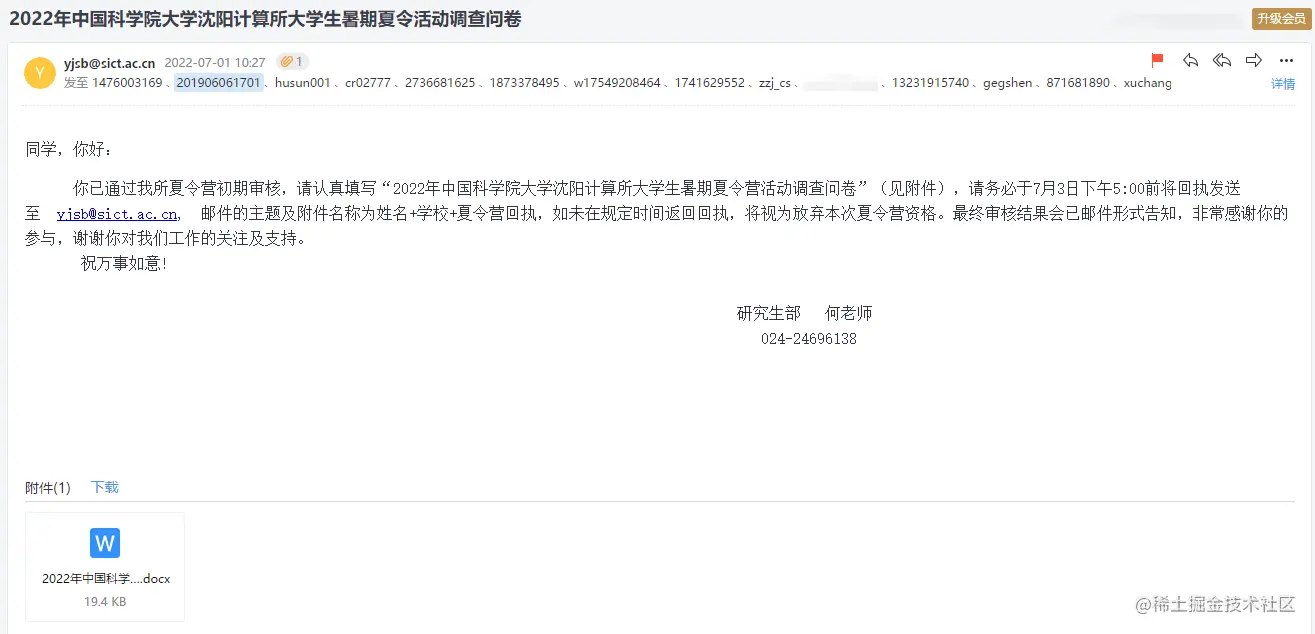 2022年中国科学院大学沈阳计算所大学生暑期夏令活动调查问卷
升级会员
Y
yjsb@sict.ac.cn 2022-07-01 10:27 1
发至 1476003169、201906061701、husun001、cr02777、2736681625、1873378495、w17549208464、1741629552、zzj_cs、 、13231915740、gegshen、871681890、xuchang
详情
同学，你好：
你已通过我所夏令营初期审核，请认真填写“2022年中国科学院大学沈阳计算所大学生暑期夏令营活动调查问卷”（见附件），请务必于7月3日下午5:00前将回执发送
至 yjsb@sict.ac.cn, 邮件的主题及附件名称为姓名+学校+夏令营回执，如未在规定时间返回回执，将视为放弃本次夏令营资格。最终审核结果会已邮件形式告知，非常感谢你的
参与，谢谢你对我们工作的关注及支持。
祝万事如意！
研究生部 何老师
024-24696138
附件(1) 下载
W
2022年中国科学....docx
19.4 KB
@稀土掘金技术社区